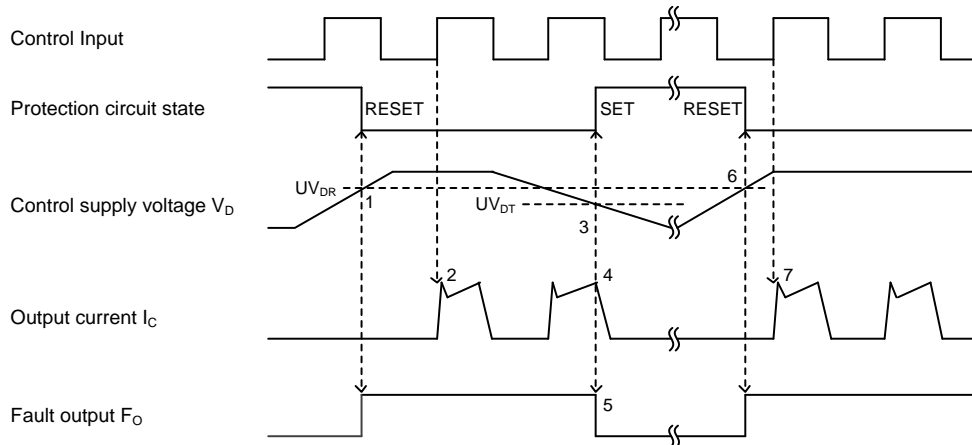 Control Input
Protection circuit state
RESET
SET
RESET
UVDR
1
6
Control supply voltage VD
UVDT
3
2
4
7
Output current IC
5
Fault output FO